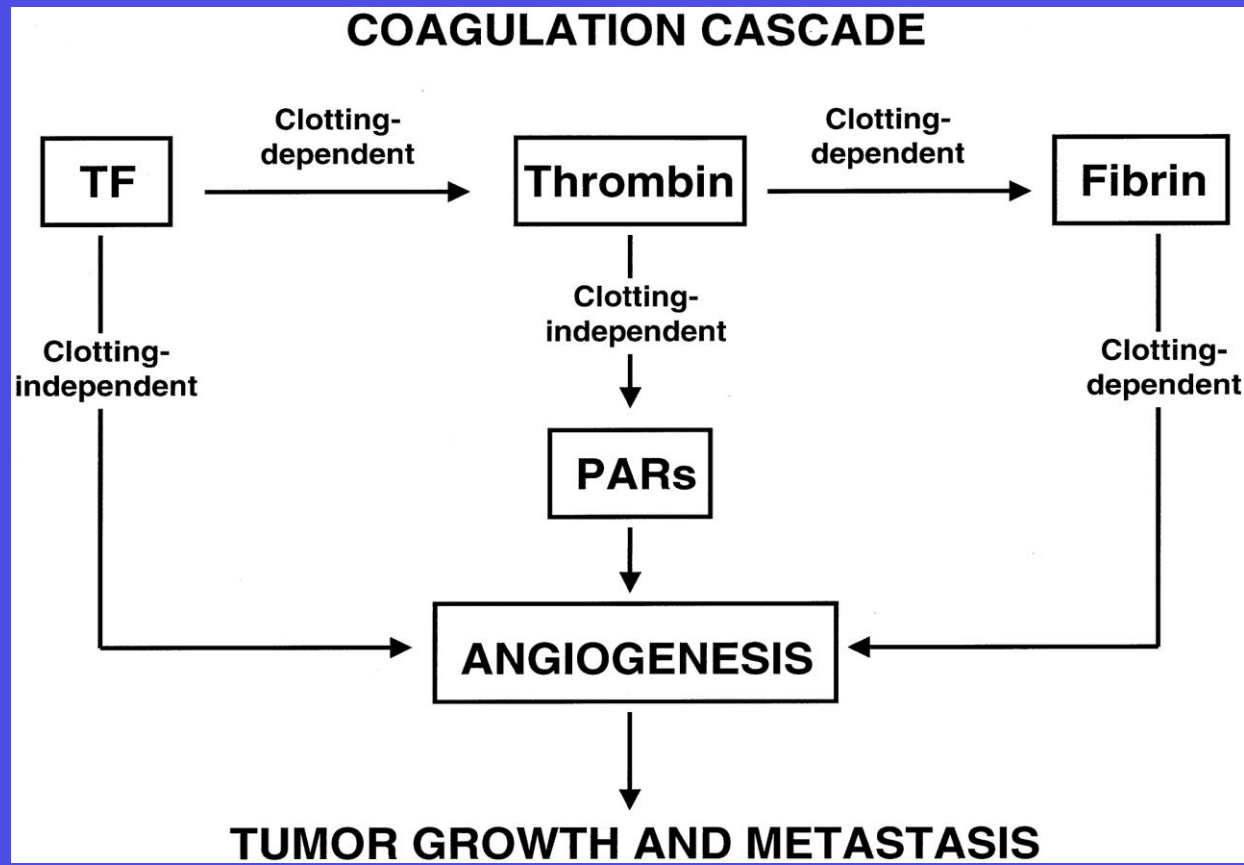 COAGULATION CASCADE
Clotting-
dependent
Clotting-
dependent
TF
Thrombin
Fibrin
Clotting-
independent
Clotting-
independent
Clotting-
dependent
PARs
ANGIOGENESIS
TUMOR GROWTH AND METASTASIS